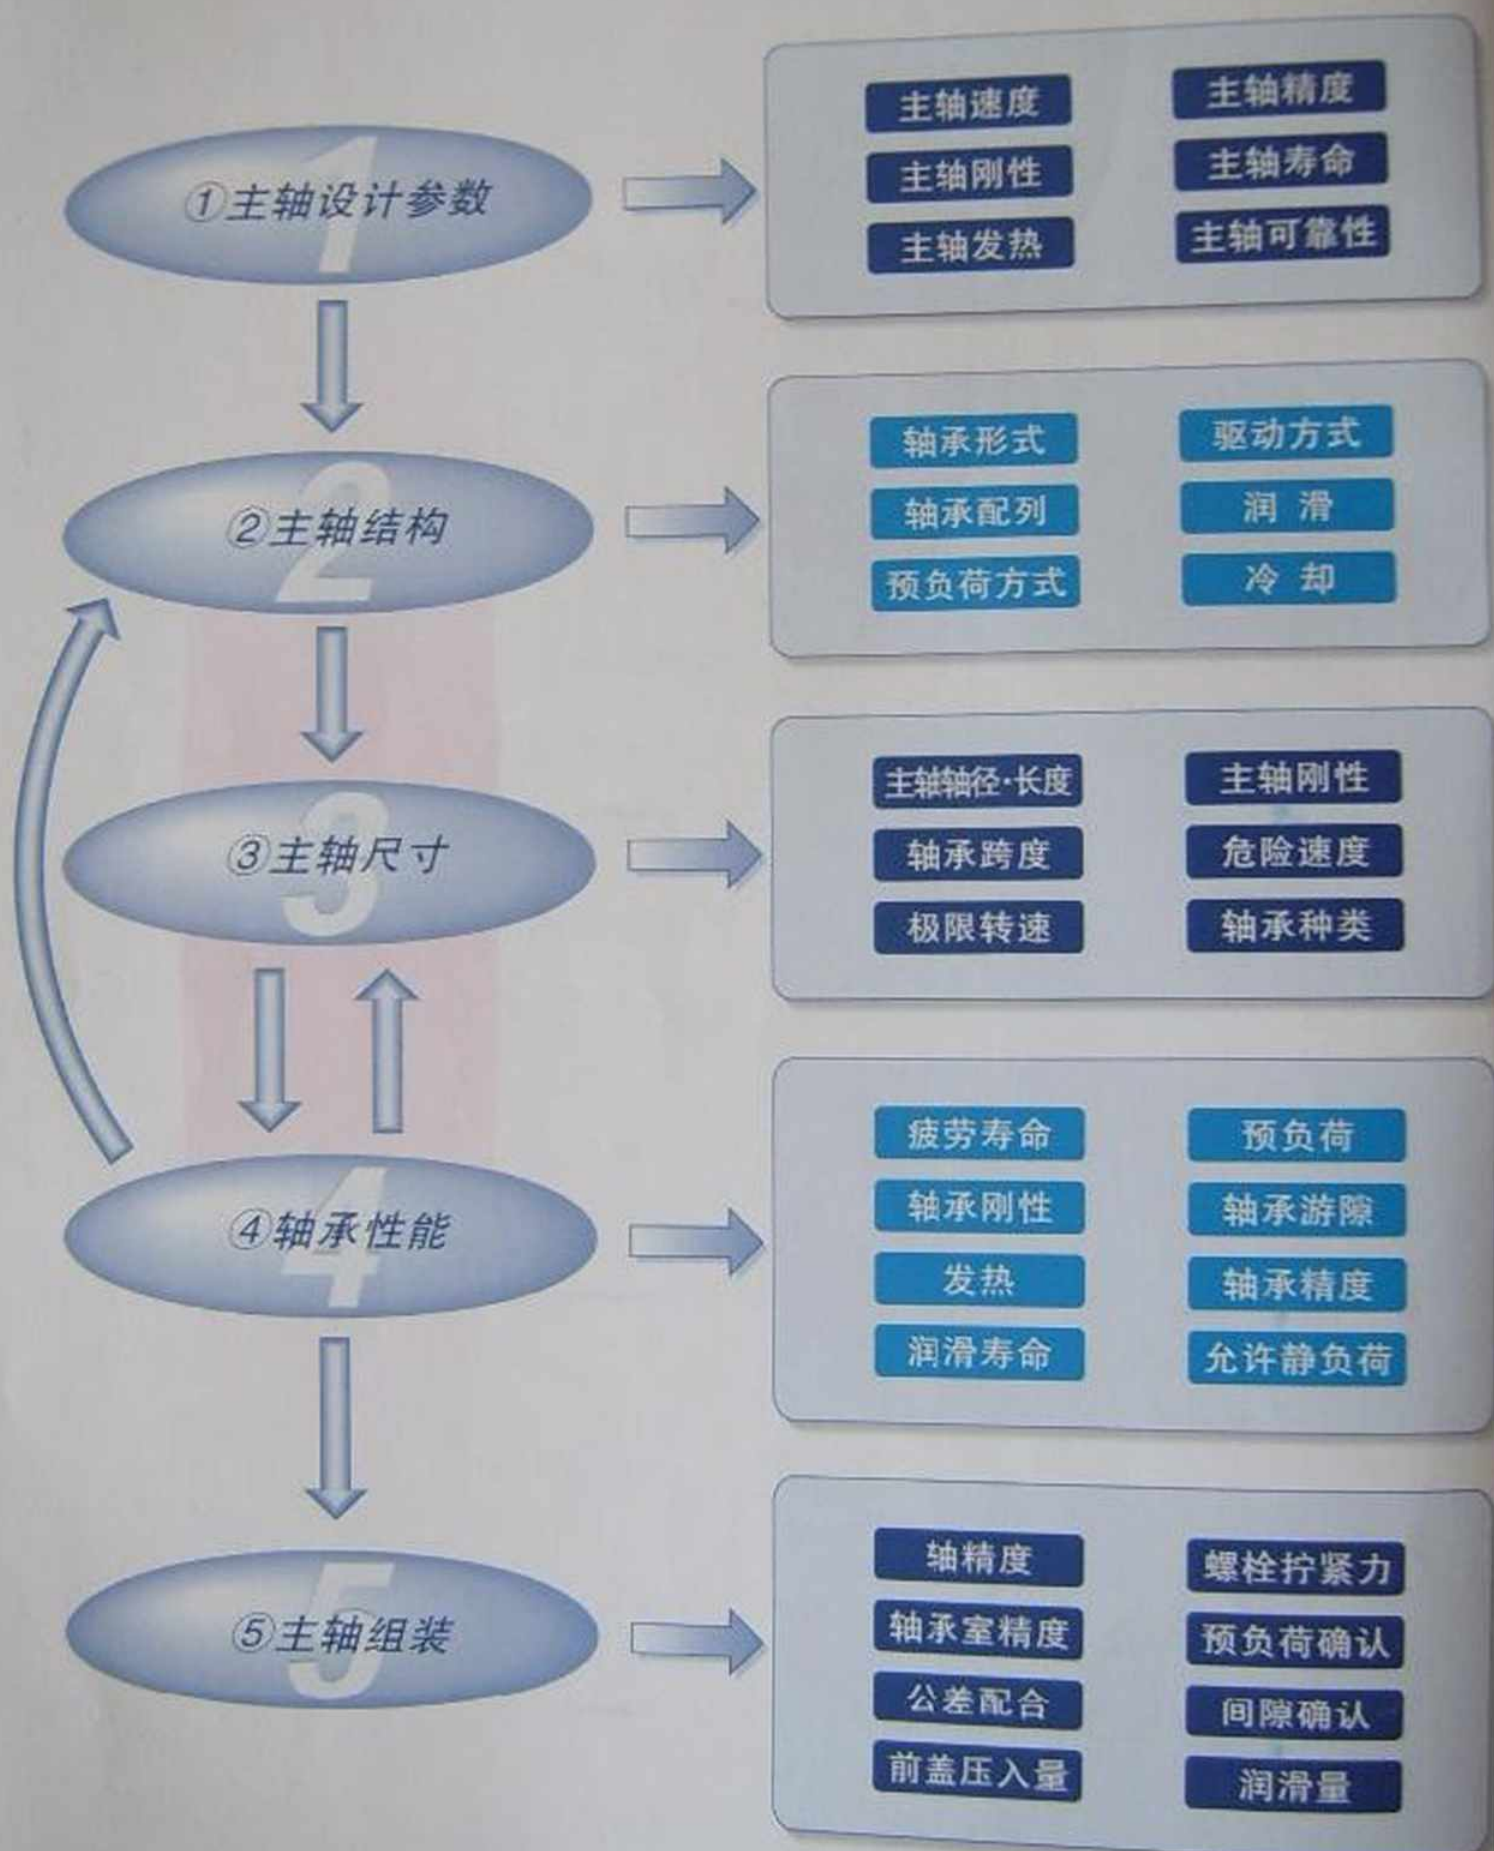 ①主轴设计参数
主轴速度
主轴精度
主轴刚性
主轴寿命
主轴发热
主轴可靠性
②主轴结构
轴承形式
驱动方式
轴承配列
润滑
预负荷方式
冷却
③主轴尺寸
主轴轴径·长度
主轴刚性
轴承跨度
危险速度
极限转速
轴承种类
④轴承性能
疲劳寿命
预负荷
轴承刚性
轴承游隙
发热
轴承精度
润滑寿命
允许静负荷
⑤主轴组装
轴精度
螺栓拧紧力
轴承室精度
预负荷确认
公差配合
间隙确认
前盖压入量
润滑量
1
2
3
4
5